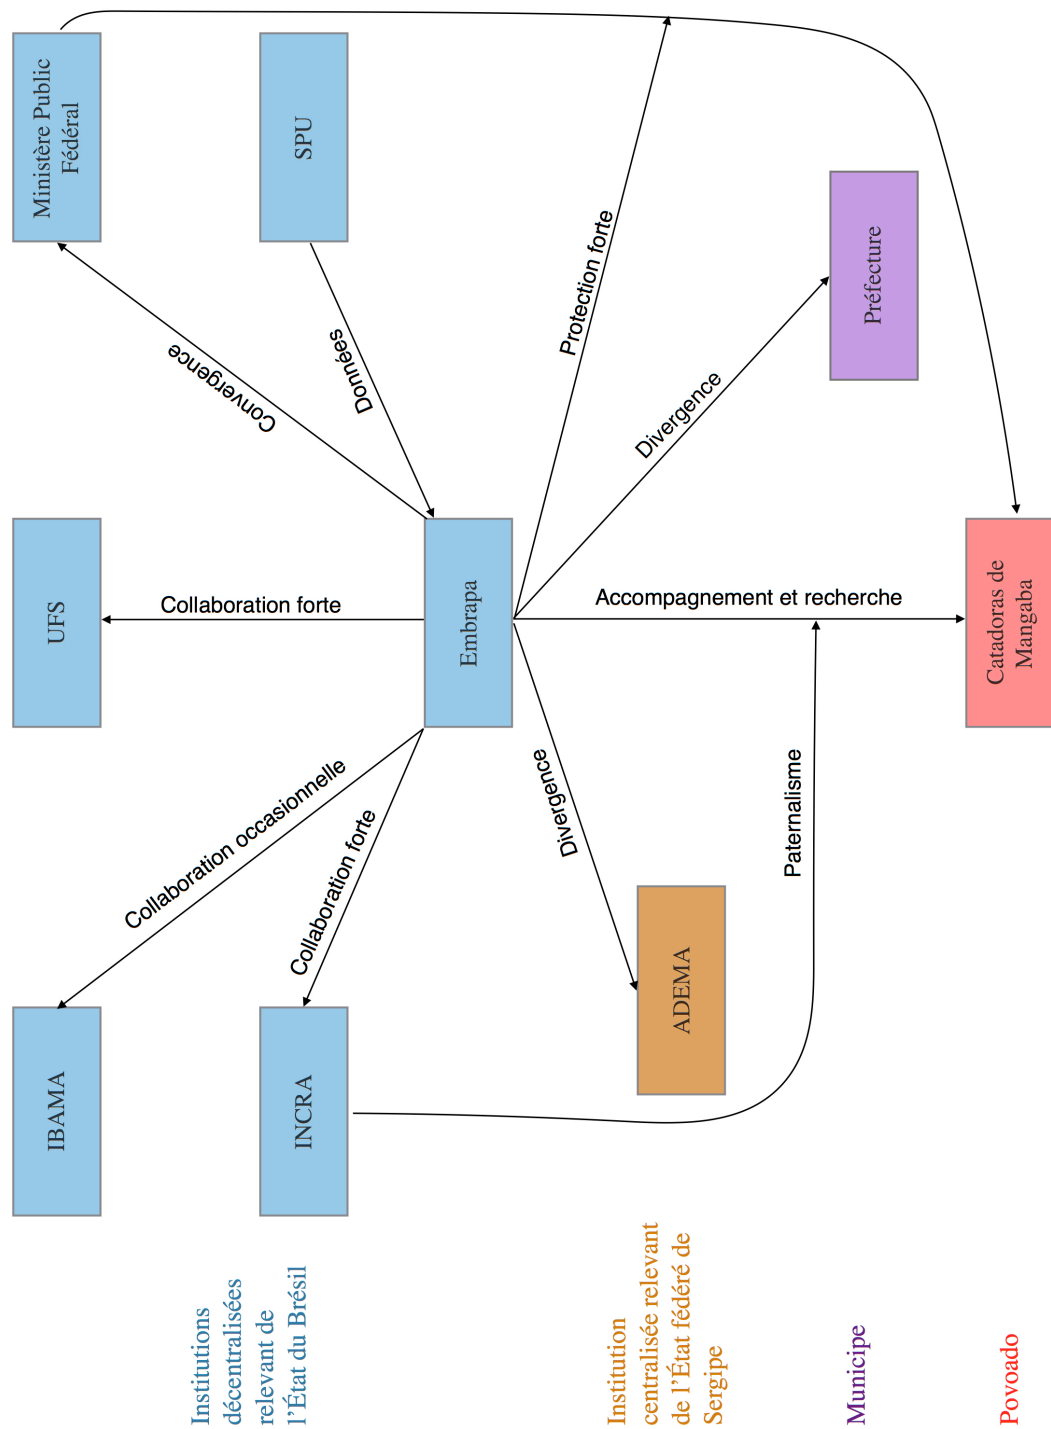 Ministère Public
Fédéral
SPU
Convergence
Données
Protection forte
Préfecture
Divergence
UFS
Collaboration forte
Embrapa
Accompagnement et recherche
Catadoras de
Mangaba
Collaboration occasionnelle
Collaboration forte
Divergence
Paternalisme
IBAMA
INCRA
ADEMA
Institutions
décentralisées
relevant de
l'État du Brésil
Institution
centralisée relevant
de l'État fédéré de
Sergipe
Municipe
Povoado